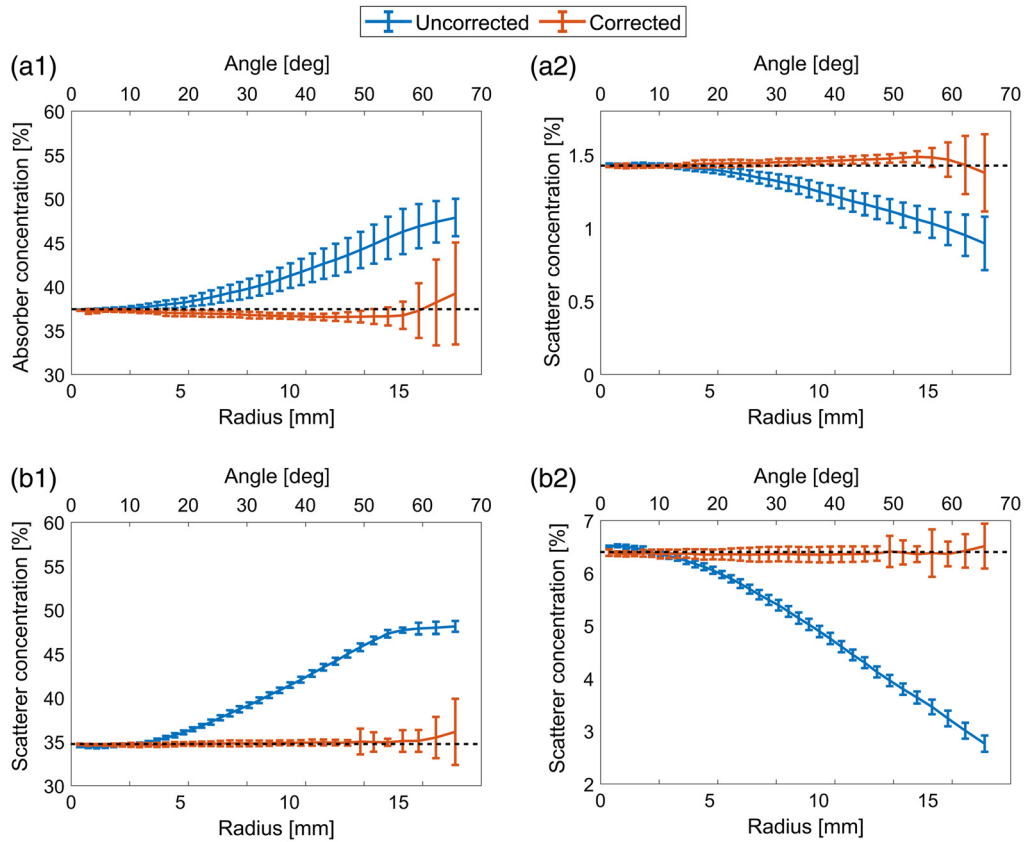 Uncorrected Corrected
(a1) Angle [deg]
0 10 20 30 40 50 60 70
Absorber concentration [%]
60
55
50
45
40
35
30
0 5 10 15
Radius [mm]
(a2) Angle [deg]
0 10 20 30 40 50 60 70
Scatterer concentration [%]
1.5
1
0.5
0
0 5 10 15
Radius [mm]
(b1) Angle [deg]
0 10 20 30 40 50 60 70
Scatterer concentration [%]
60
55
50
45
40
35
30
0 5 10 15
Radius [mm]
(b2) Angle [deg]
0 10 20 30 40 50 60 70
Scatterer concentration [%]
7
6
5
4
3
2
0 5 10 15
Radius [mm]